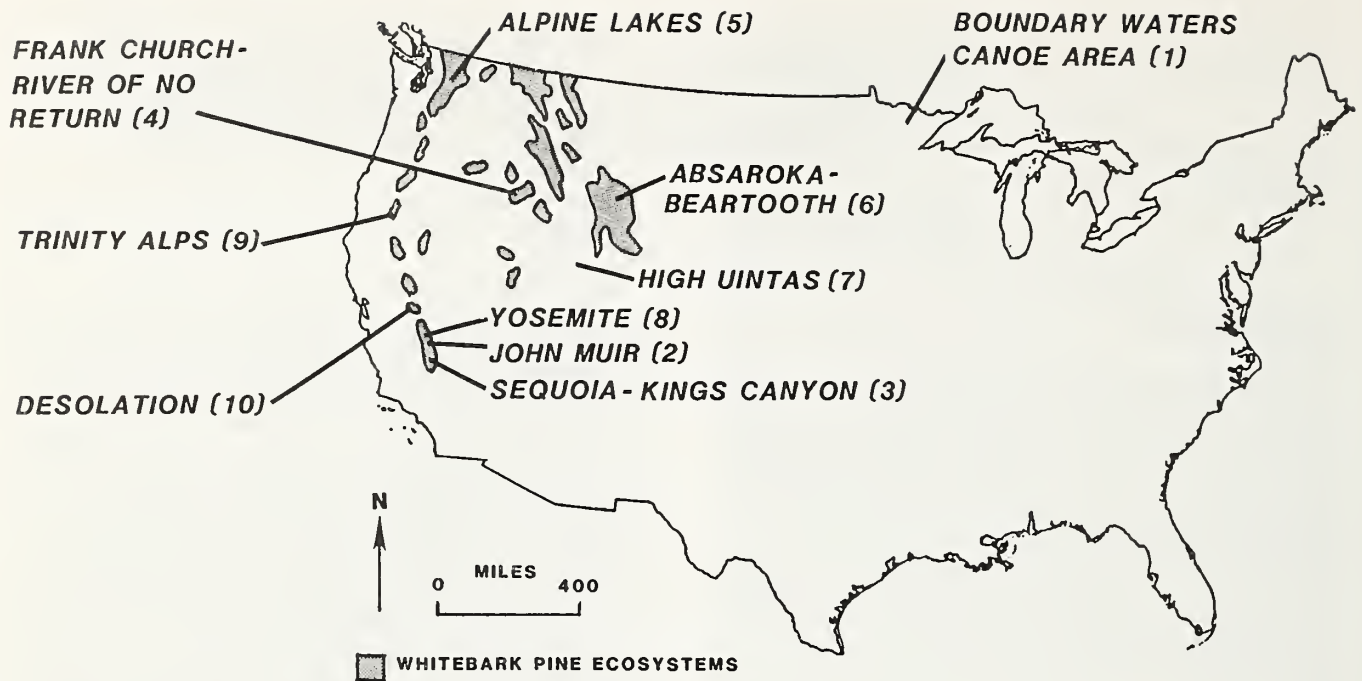 ALPINE LAKES (5)
BOUNDARY WATERS
CANOE AREA (1)
FRANK CHURCH-
RIVER OF NO
RETURN (4)
ABSAROKA-
BEARTOOTH (6)
TRINITY ALPS (9)
HIGH UINTAS (7)
YOSEMITE (8)
JOHN MUIR (2)
SEQUOIA - KINGS CANYON (3)
DESOLATION (10)
N
MILES
0 400
WHITEBARK PINE ECOSYSTEMS